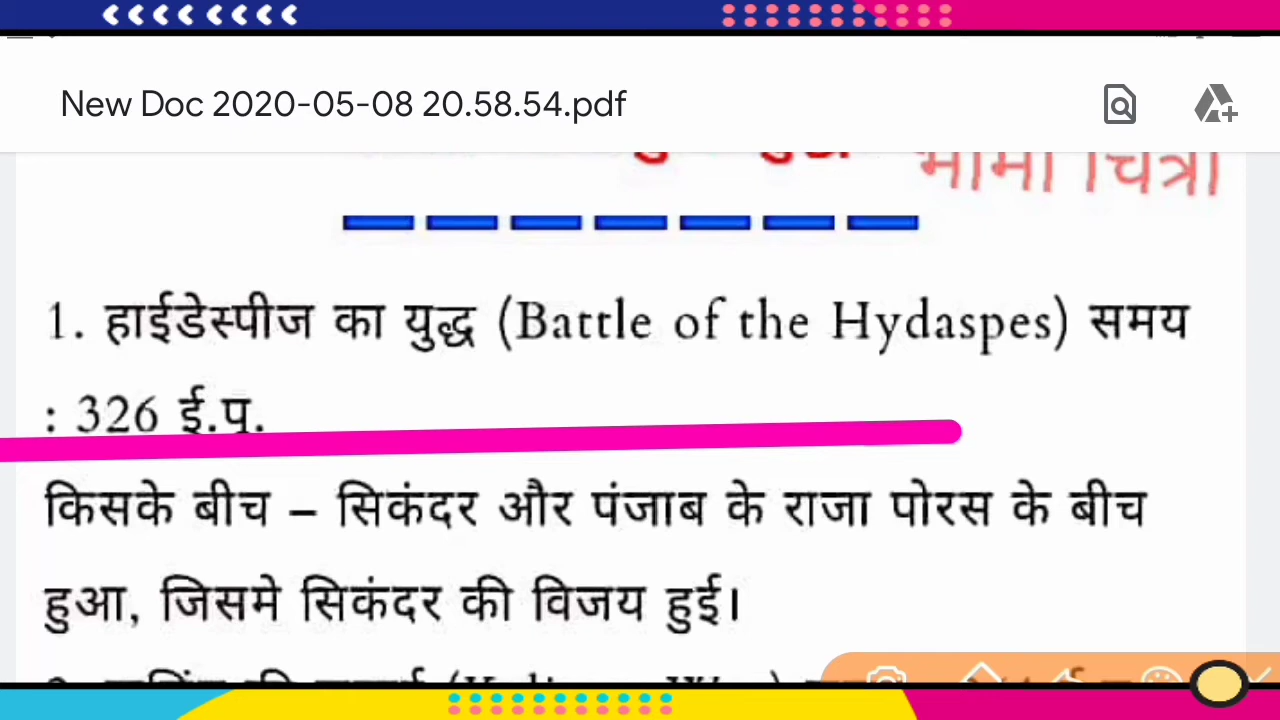 New Doc 2020-05-08 20.58.54.pdf
भीमा चित्रा
1. हाईडेस्पीज का युद्ध (Battle of the Hydaspes) समय
: 326 ई.पू.
किसके बीच – सिकंदर और पंजाब के राजा पोरस के बीच
हुआ, जिसमे सिकंदर की विजय हुई।